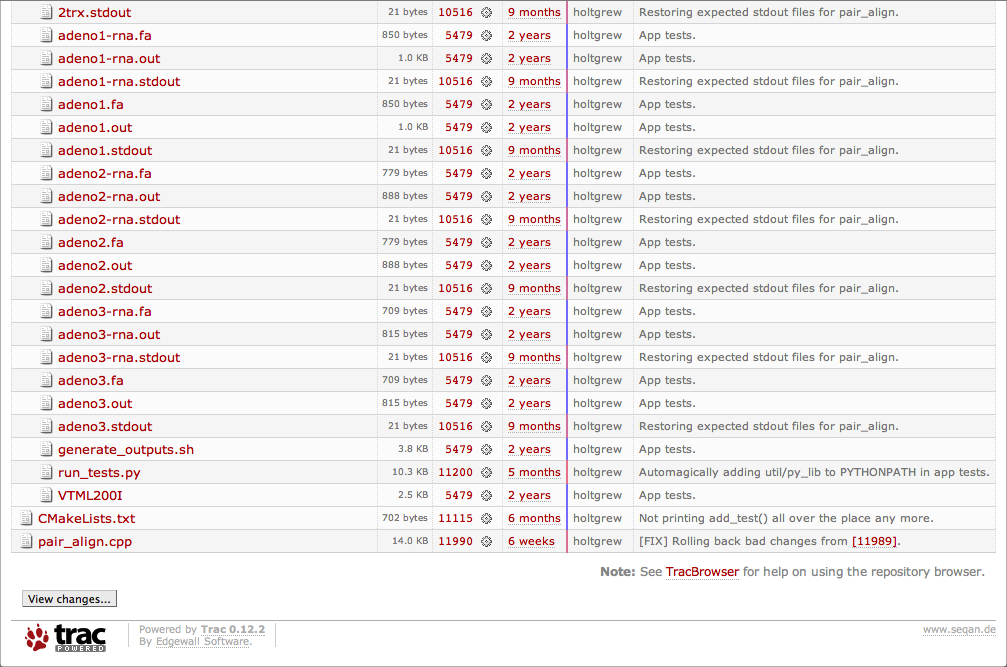 2trx.stdout 21 bytes 10516 9 months holtgrew Restoring expected stdout files for pair_align.
adeno1-rna.fa 850 bytes 5479 2 years holtgrew App tests.
adeno1-rna.out 1.0 KB 5479 2 years holtgrew App tests.
adeno1-rna.stdout 21 bytes 10516 9 months holtgrew Restoring expected stdout files for pair_align.
adeno1.fa 850 bytes 5479 2 years holtgrew App tests.
adeno1.out 1.0 KB 5479 2 years holtgrew App tests.
adeno1.stdout 21 bytes 10516 9 months holtgrew Restoring expected stdout files for pair_align.
adeno2-rna.fa 779 bytes 5479 2 years holtgrew App tests.
adeno2-rna.out 888 bytes 5479 2 years holtgrew App tests.
adeno2-rna.stdout 21 bytes 10516 9 months holtgrew Restoring expected stdout files for pair_align.
adeno2.fa 779 bytes 5479 2 years holtgrew App tests.
adeno2.out 888 bytes 5479 2 years holtgrew App tests.
adeno2.stdout 21 bytes 10516 9 months holtgrew Restoring expected stdout files for pair_align.
adeno3-rna.fa 709 bytes 5479 2 years holtgrew App tests.
adeno3-rna.out 815 bytes 5479 2 years holtgrew App tests.
adeno3-rna.stdout 21 bytes 10516 9 months holtgrew Restoring expected stdout files for pair_align.
adeno3.fa 709 bytes 5479 2 years holtgrew App tests.
adeno3.out 815 bytes 5479 2 years holtgrew App tests.
adeno3.stdout 21 bytes 10516 9 months holtgrew Restoring expected stdout files for pair_align.
generate_outputs.sh 3.8 KB 5479 2 years holtgrew App tests.
run_tests.py 10.3 KB 11200 5 months holtgrew Automagically adding util/py_lib to PYTHONPATH in app tests.
VTML200I 2.5 KB 5479 2 years holtgrew App tests.
CMakeLists.txt 702 bytes 11115 6 months holtgrew Not printing add_test() all over the place any more.
pair_align.cpp 14.0 KB 11990 6 weeks holtgrew [FIX] Rolling back bad changes from [11989].
Note: See TracBrowser for help on using the repository browser.
View changes...
trac POWERED
Powered by Trac 0.12.2
By Edgewall Software.
www.seqan.de